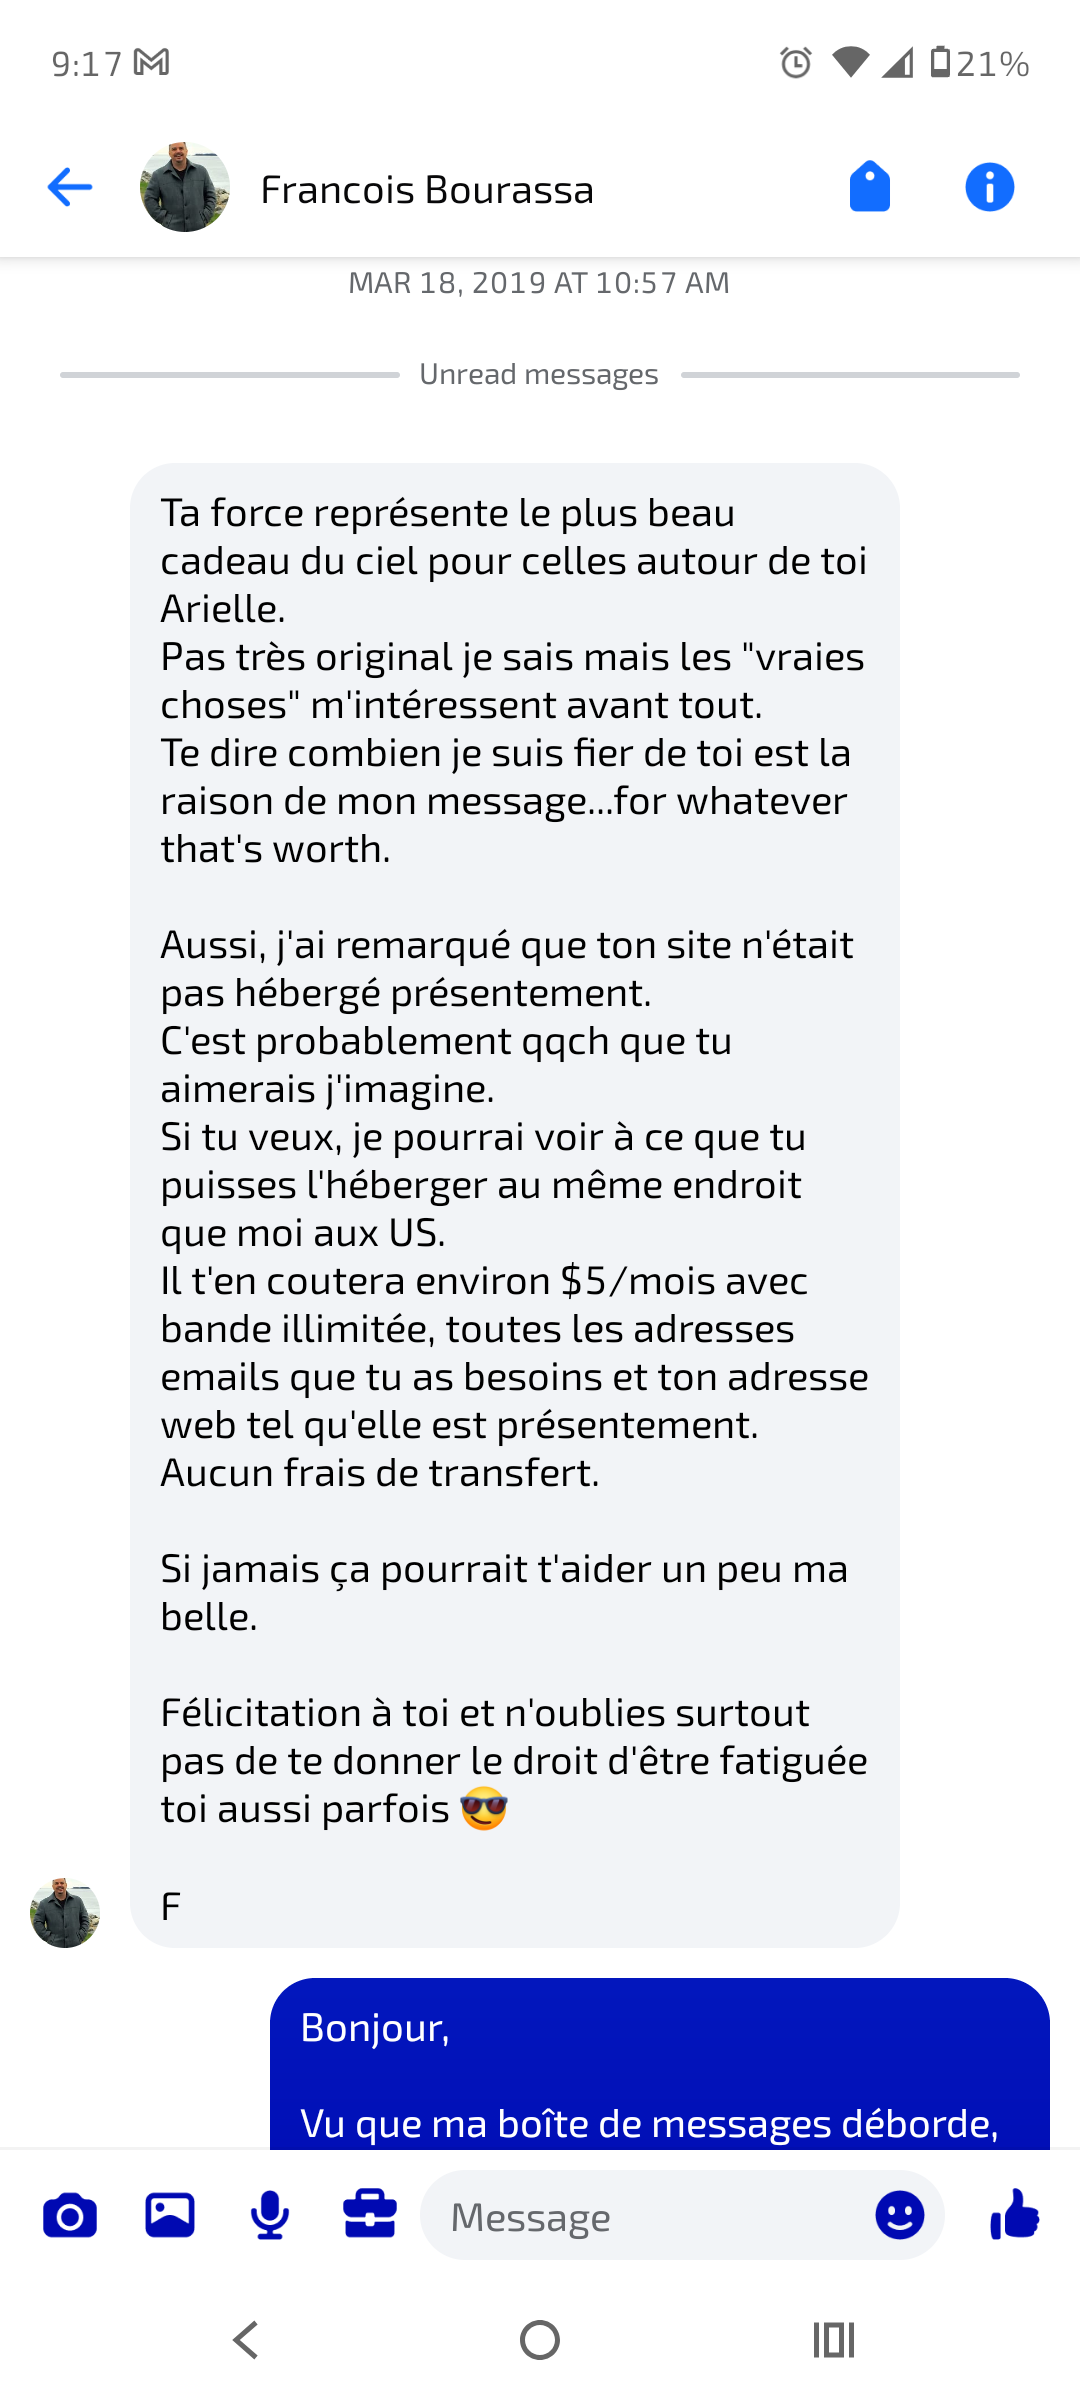 9:17
21%
Francois Bourassa
MAR 18, 2019 AT 10:57 AM
Unread messages
Ta force représente le plus beau
cadeau du ciel pour celles autour de toi
Arielle.
Pas très original je sais mais les "vraies
choses" m'intéressent avant tout.
Te dire combien je suis fier de toi est la
raison de mon message...for whatever
that's worth.
Aussi, j'ai remarqué que ton site n'était
pas hébergé présentement.
C'est probablement qqch que tu
aimerais j'imagine.
Si tu veux, je pourrai voir à ce que tu
puisses l'héberger au même endroit
que moi aux US.
Il t'en coutera environ $5/mois avec
bande illimitée, toutes les adresses
emails que tu as besoins et ton adresse
web tel qu'elle est présentement.
Aucun frais de transfert.
Si jamais ça pourrait t'aider un peu ma
belle.
Félicitation à toi et n'oublies surtout
pas de te donner le droit d'être fatiguée
toi aussi parfois 😎
F
Bonjour,
Vu que ma boîte de messages déborde,
Message